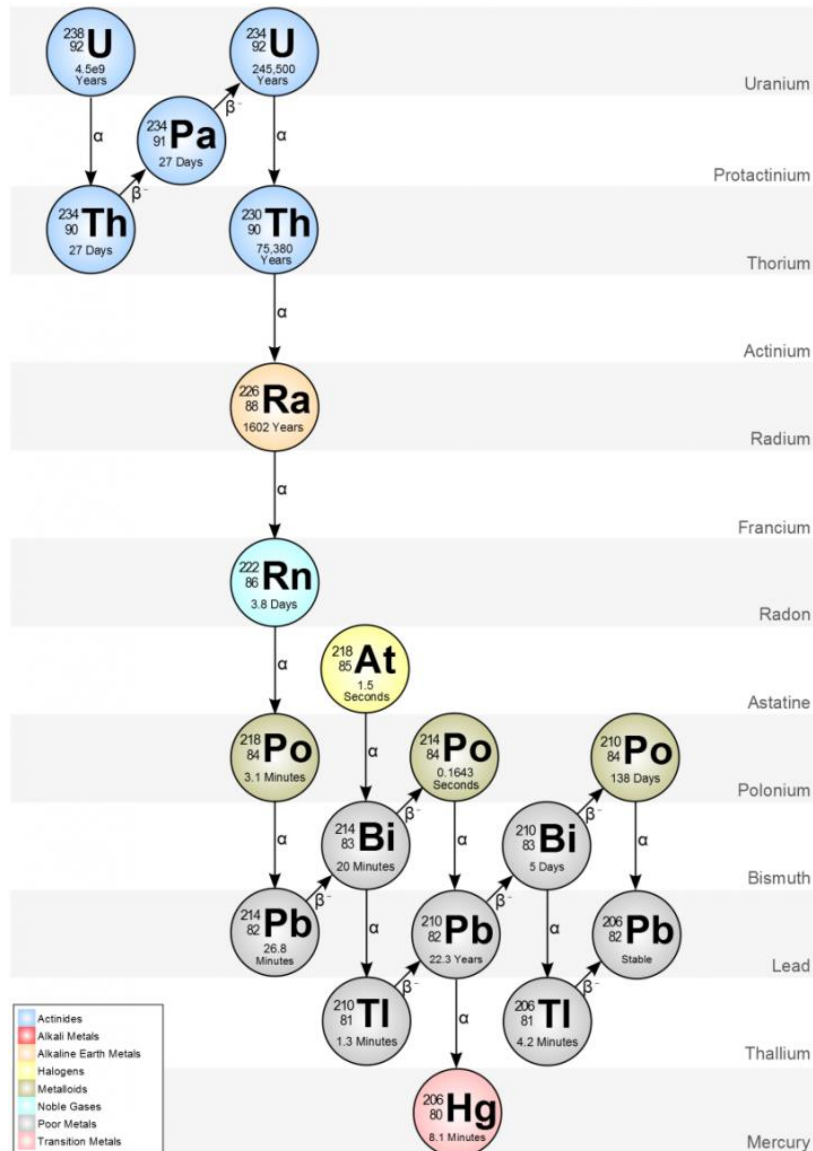 238
92
U
4.5e9
Years
234
92
U
245,500
Years
Uranium
α
β⁻
α
234
91
Pa
27 Days
Protactinium
β⁻
234
90
Th
27 Days
230
90
Th
75,380
Years
Thorium
α
Actinium
226
88
Ra
1602 Years
Radium
α
Francium
222
86
Rn
3.8 Days
Radon
α
218
85
At
1.5
Seconds
Astatine
218
84
Po
3.1 Minutes
α
214
84
Po
0.1643
Seconds
210
84
Po
138 Days
Polonium
α
214
83
Bi
20 Minutes
β⁻
α
210
83
Bi
5 Days
β⁻
α
Bismuth
214
82
Pb
26.8
Minutes
β⁻
α
210
82
Pb
22.3 Years
β⁻
α
206
82
Pb
Stable
Lead
210
81
Tl
1.3 Minutes
β⁻
α
206
81
Tl
4.2 Minutes
β⁻
Thallium
206
80
Hg
8.1 Minutes
Mercury
Actinides
Alkali Metals
Alkaline Earth Metals
Halogens
Metalloids
Noble Gases
Poor Metals
Transition Metals